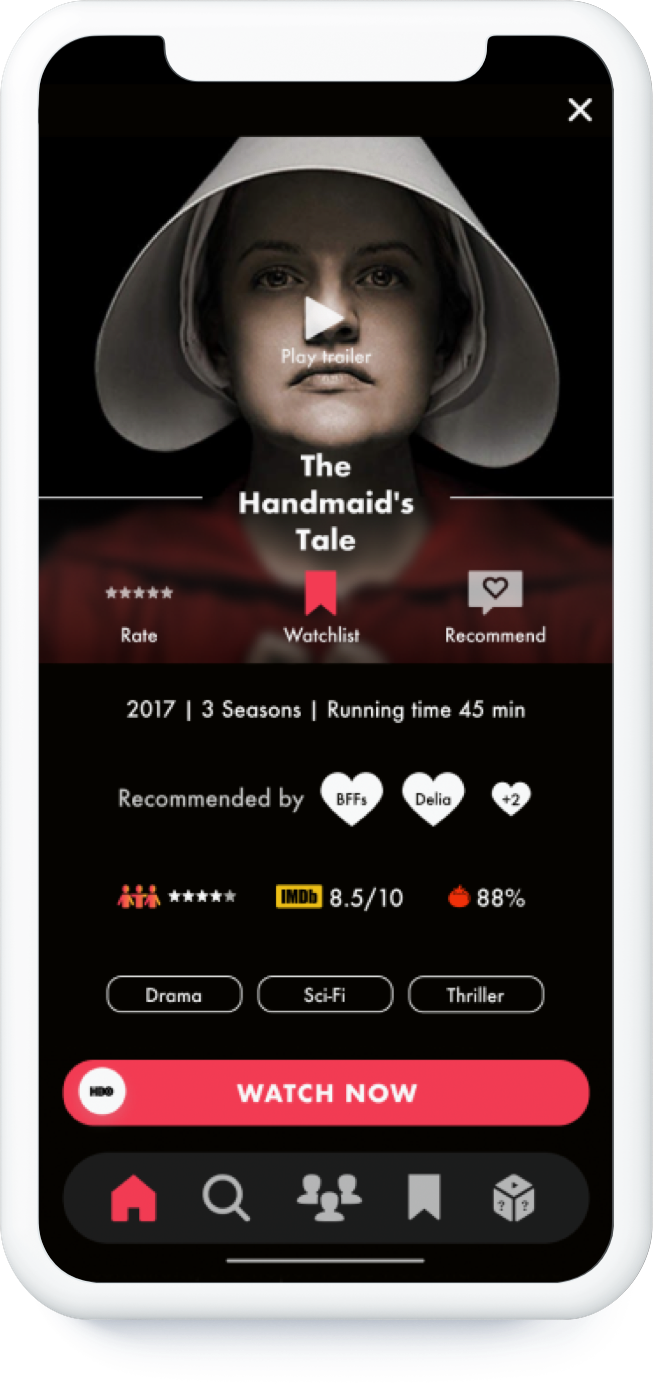 Play trailer
The
Handmaid's
Tale
Rate
Watchlist
Recommend
2017 | 3 Seasons | Running time 45 min
Recommended by BFFs Delia +2
IMDb 8.5/10 88%
Drama Sci-Fi Thriller
HBO WATCH NOW
? ?